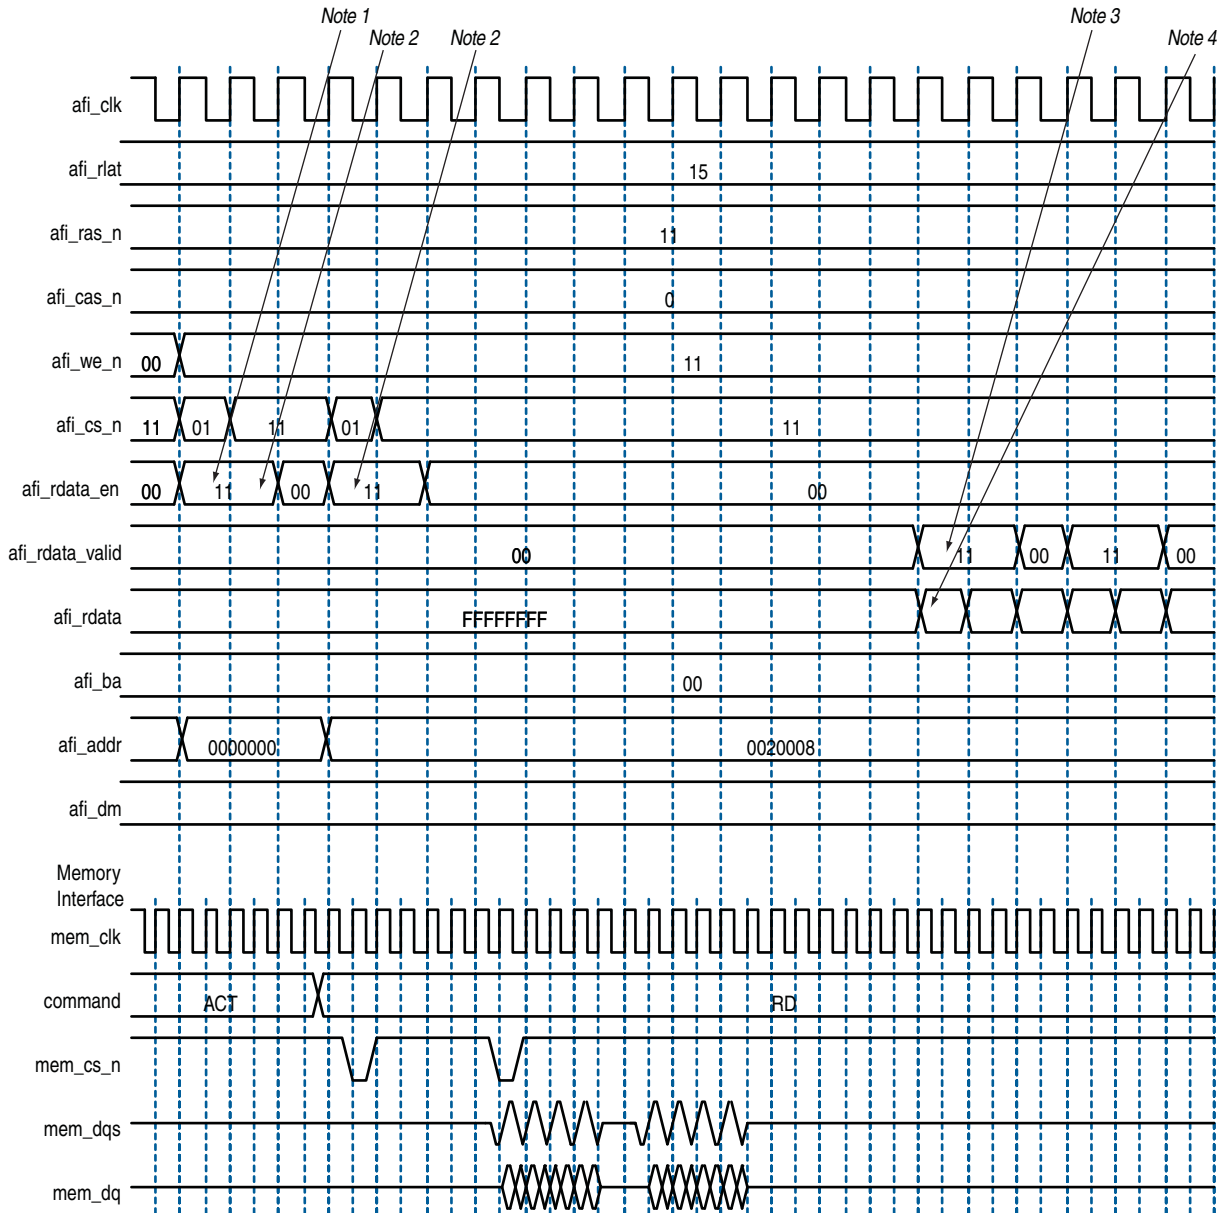 Note 1
Note 2 Note 2
Note 3
Note 4
afi_clk
afi_rlat 15
afi_ras_n 11
afi_cas_n 0
afi_we_n 00 11
afi_cs_n 11 01 11 01 11
afi_rdata_en 00 11 00 11 00
afi_rdata_valid 00 11 00 11 00
afi_rdata FFFFFFFF
afi_ba 00
afi_addr 0000000 0020008
afi_dm
Memory
Interface
mem_clk
command ACT RD
mem_cs_n
mem_dqs
mem_dq